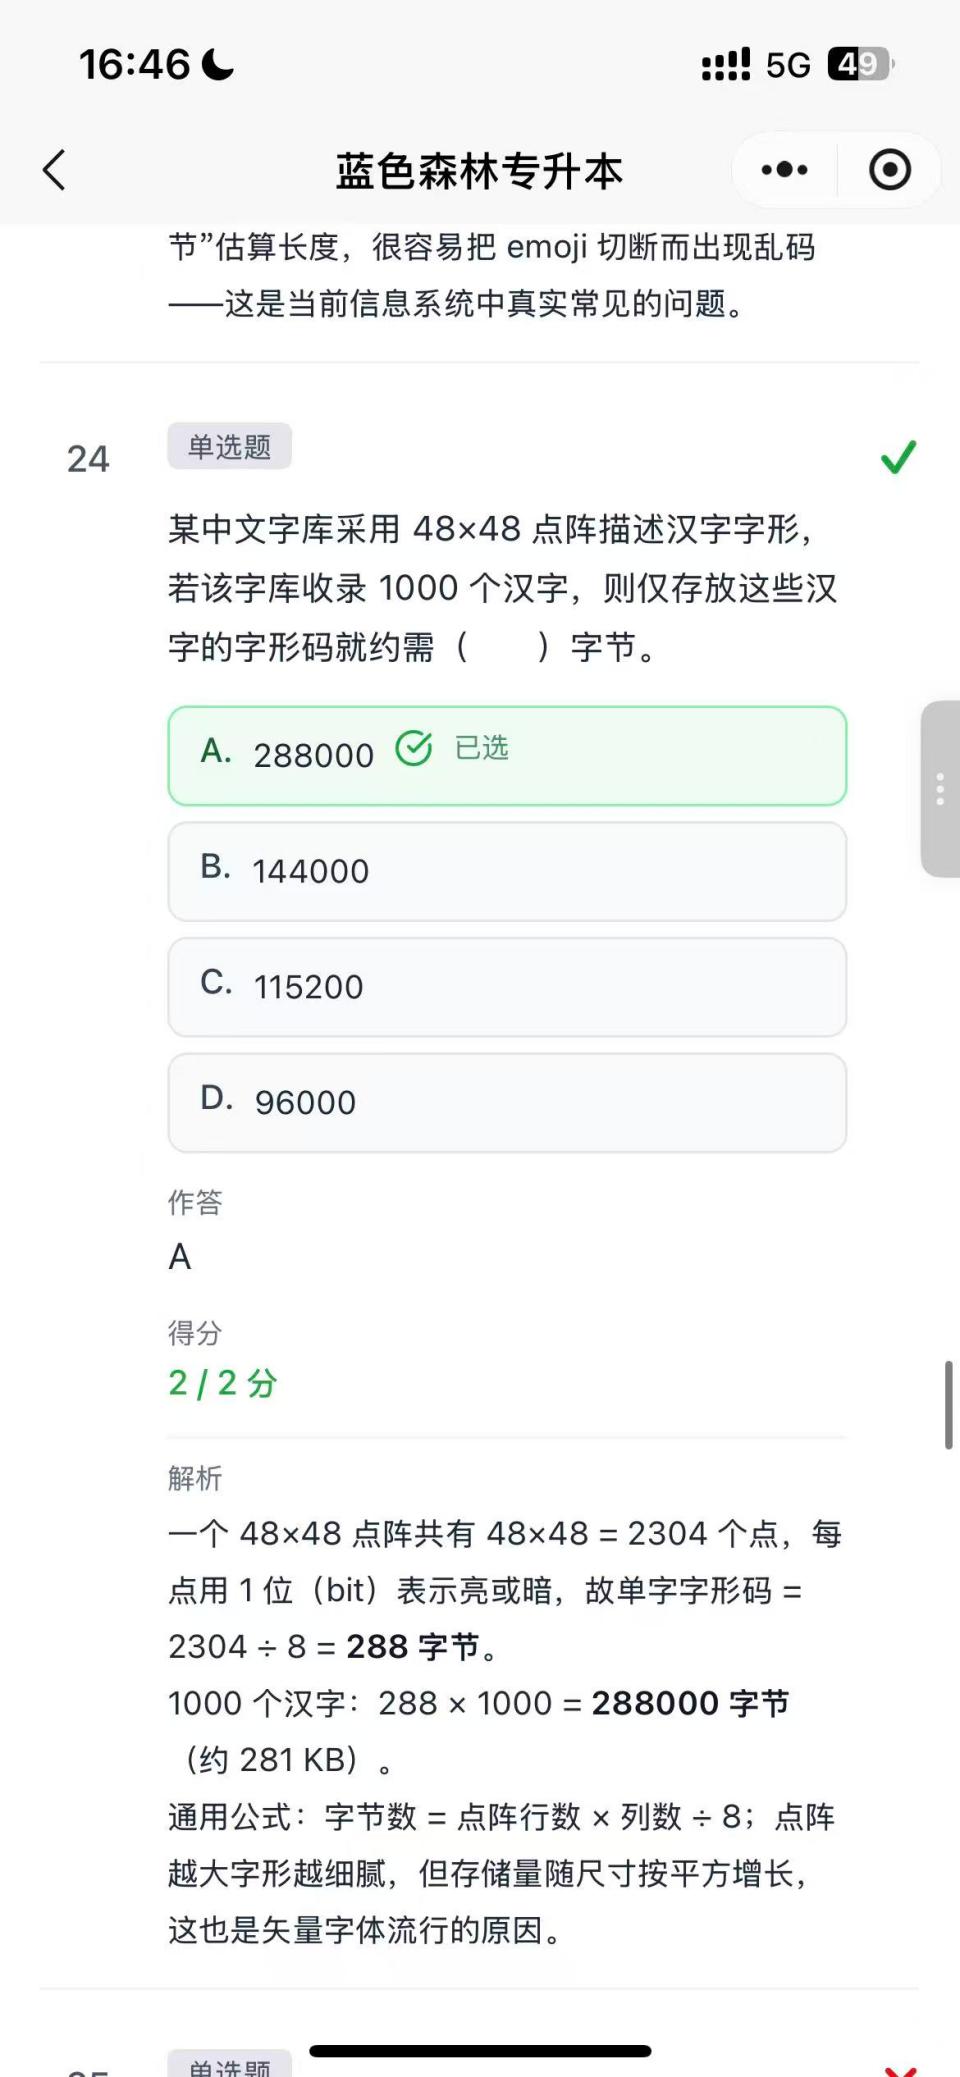 16:46
5G 49
蓝色森林专升本
节”估算长度，很容易把 emoji 切断而出现乱码
——这是当前信息系统中真实常见的问题。
24 单选题
某中文字库采用 48×48 点阵描述汉字字形，
若该字库收录 1000 个汉字，则仅存放这些汉
字的字形码就约需（　　）字节。
A. 288000 已选
B. 144000
C. 115200
D. 96000
作答
A
得分
2 / 2 分
解析
一个 48×48 点阵共有 48×48 = 2304 个点，每
点用 1 位（bit）表示亮或暗，故单字字形码 =
2304 ÷ 8 = 288 字节。
1000 个汉字：288 × 1000 = 288000 字节
（约 281 KB）。
通用公式：字节数 = 点阵行数 × 列数 ÷ 8；点阵
越大字形越细腻，但存储量随尺寸按平方增长，
这也是矢量字体流行的原因。
单选题